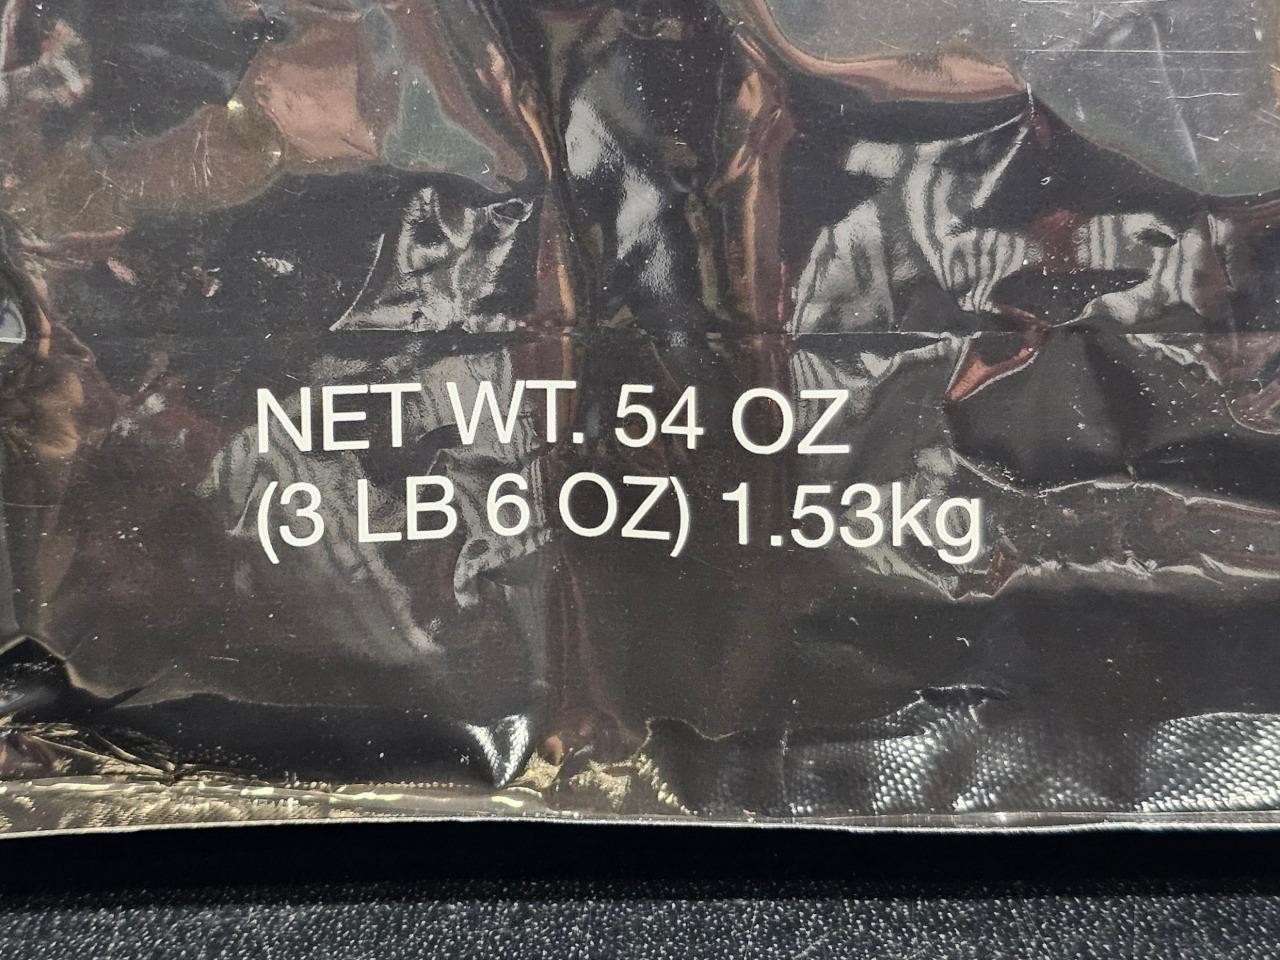 NET WT. 54 OZ
(3 LB 6 OZ) 1.53kg